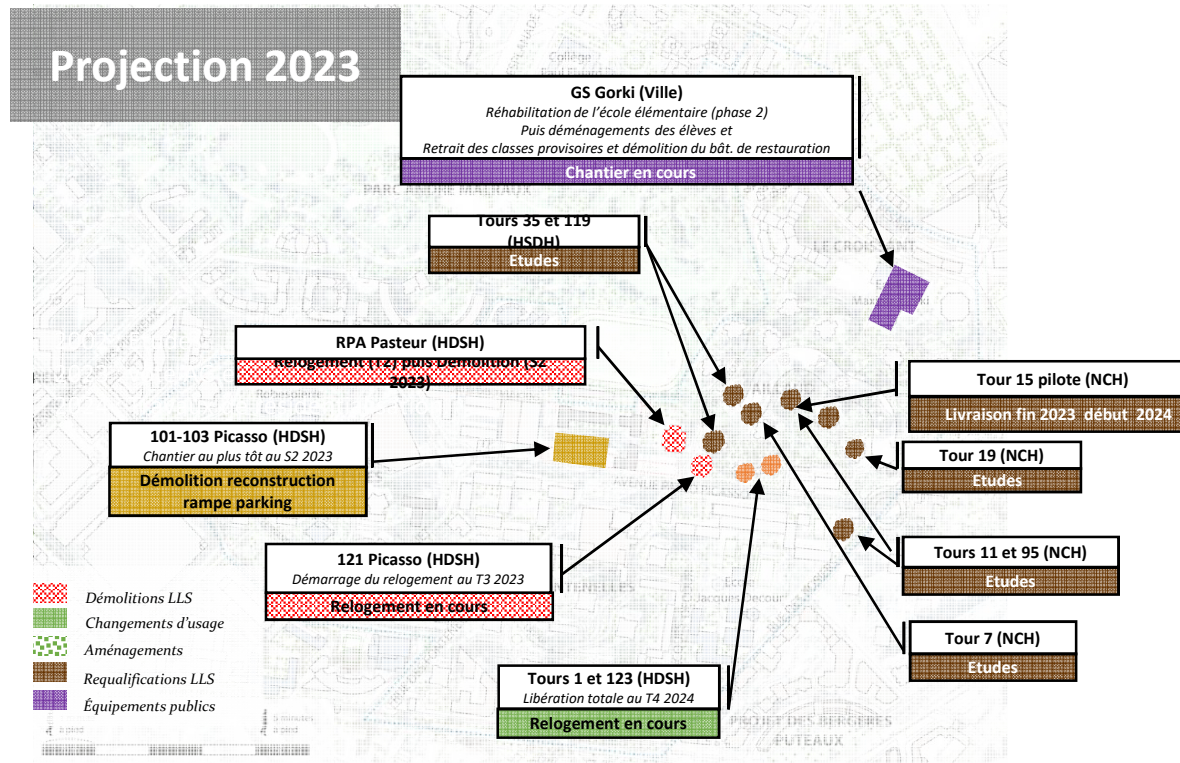 Projection 2023
GS Gorki (Ville)
Réhabilitation de l'école élémentaire (phase 2)
Puis déménagements des élèves et
Retrait des classes provisoires et démolition du bât. de restauration
Chantier en cours
Tours 35 et 119
(HSDH)
Etudes
RPA Pasteur (HDSH)
Relogement (T2) puis Démolition (S2
2023)
Tour 15 pilote (NCH)
Livraison fin 2023 début 2024
101-103 Picasso (HDSH)
Chantier au plus tôt au S2 2023
Démolition reconstruction
rampe parking
Tour 19 (NCH)
Etudes
121 Picasso (HDSH)
Démarrage du relogement au T3 2023
Relogement en cours
Tours 11 et 95 (NCH)
Etudes
Tour 7 (NCH)
Etudes
Tours 1 et 123 (HDSH)
Libération totale au T4 2024
Relogement en cours
Démolitions LLS
Changements d'usage
Aménagements
Requalifications LLS
Equipements publics
PUTEAUX